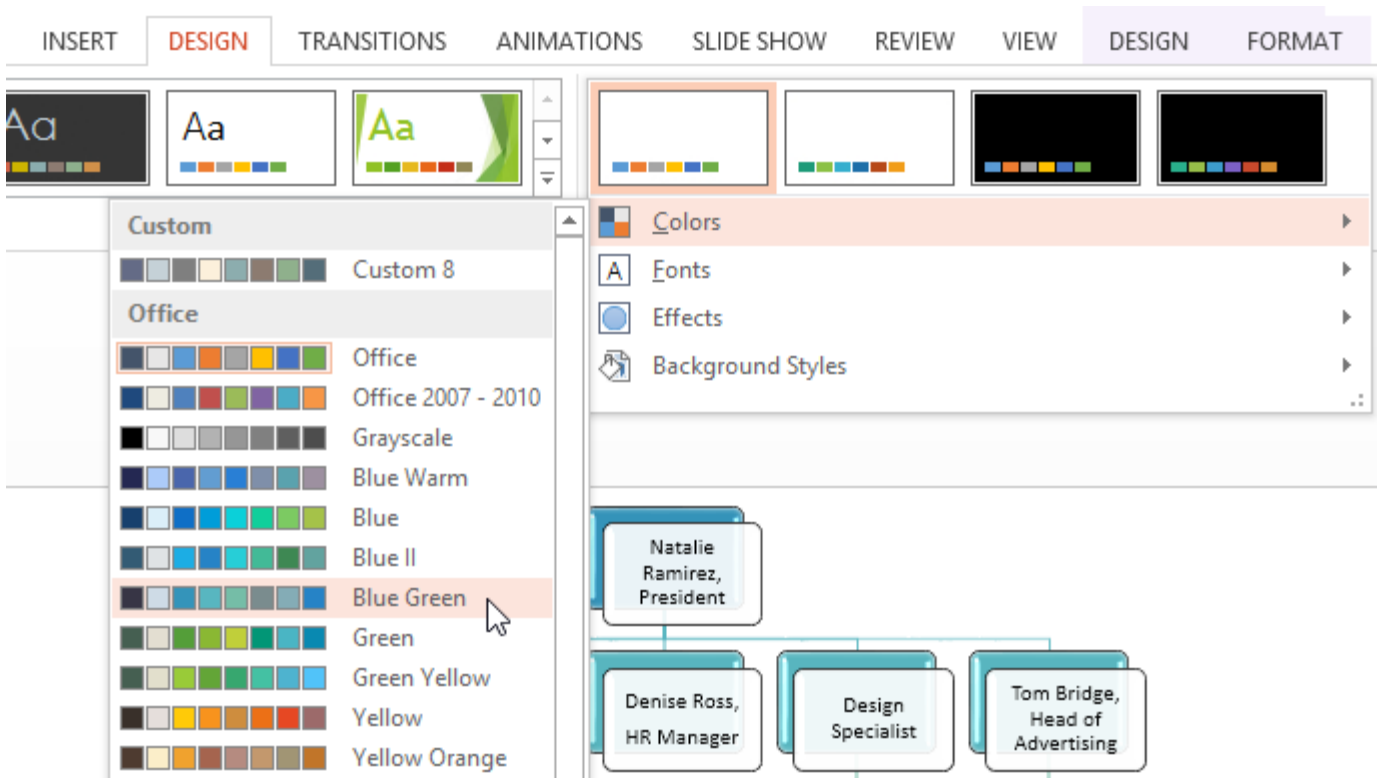 INSERT DESIGN TRANSITIONS ANIMATIONS SLIDE SHOW REVIEW VIEW DESIGN FORMAT
Aa Aa Aa
Colors
Fonts
Effects
Background Styles
Custom
Custom 8
Office
Office
Office 2007 - 2010
Grayscale
Blue Warm
Blue
Blue II
Blue Green
Green
Green Yellow
Yellow
Yellow Orange
Natalie
Ramirez,
President
Denise Ross,
HR Manager
Design
Specialist
Tom Bridge,
Head of
Advertising